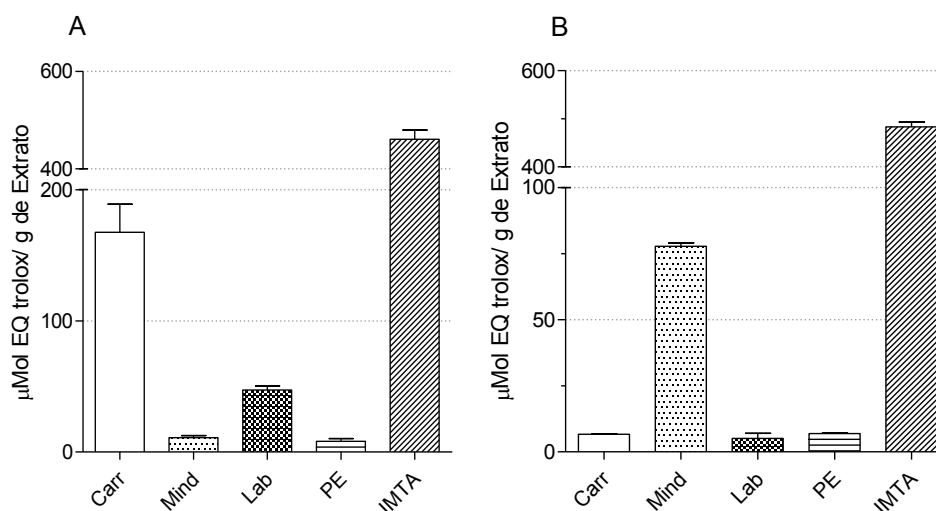 A
600
400
200
100
0
μMol EQ trolox/ g de Extrato
Carr
Mind
Lab
PE
IMTA
B
600
400
100
50
0
μMol EQ trolox/ g de Extrato
Carr
Mind
Lab
PE
IMTA